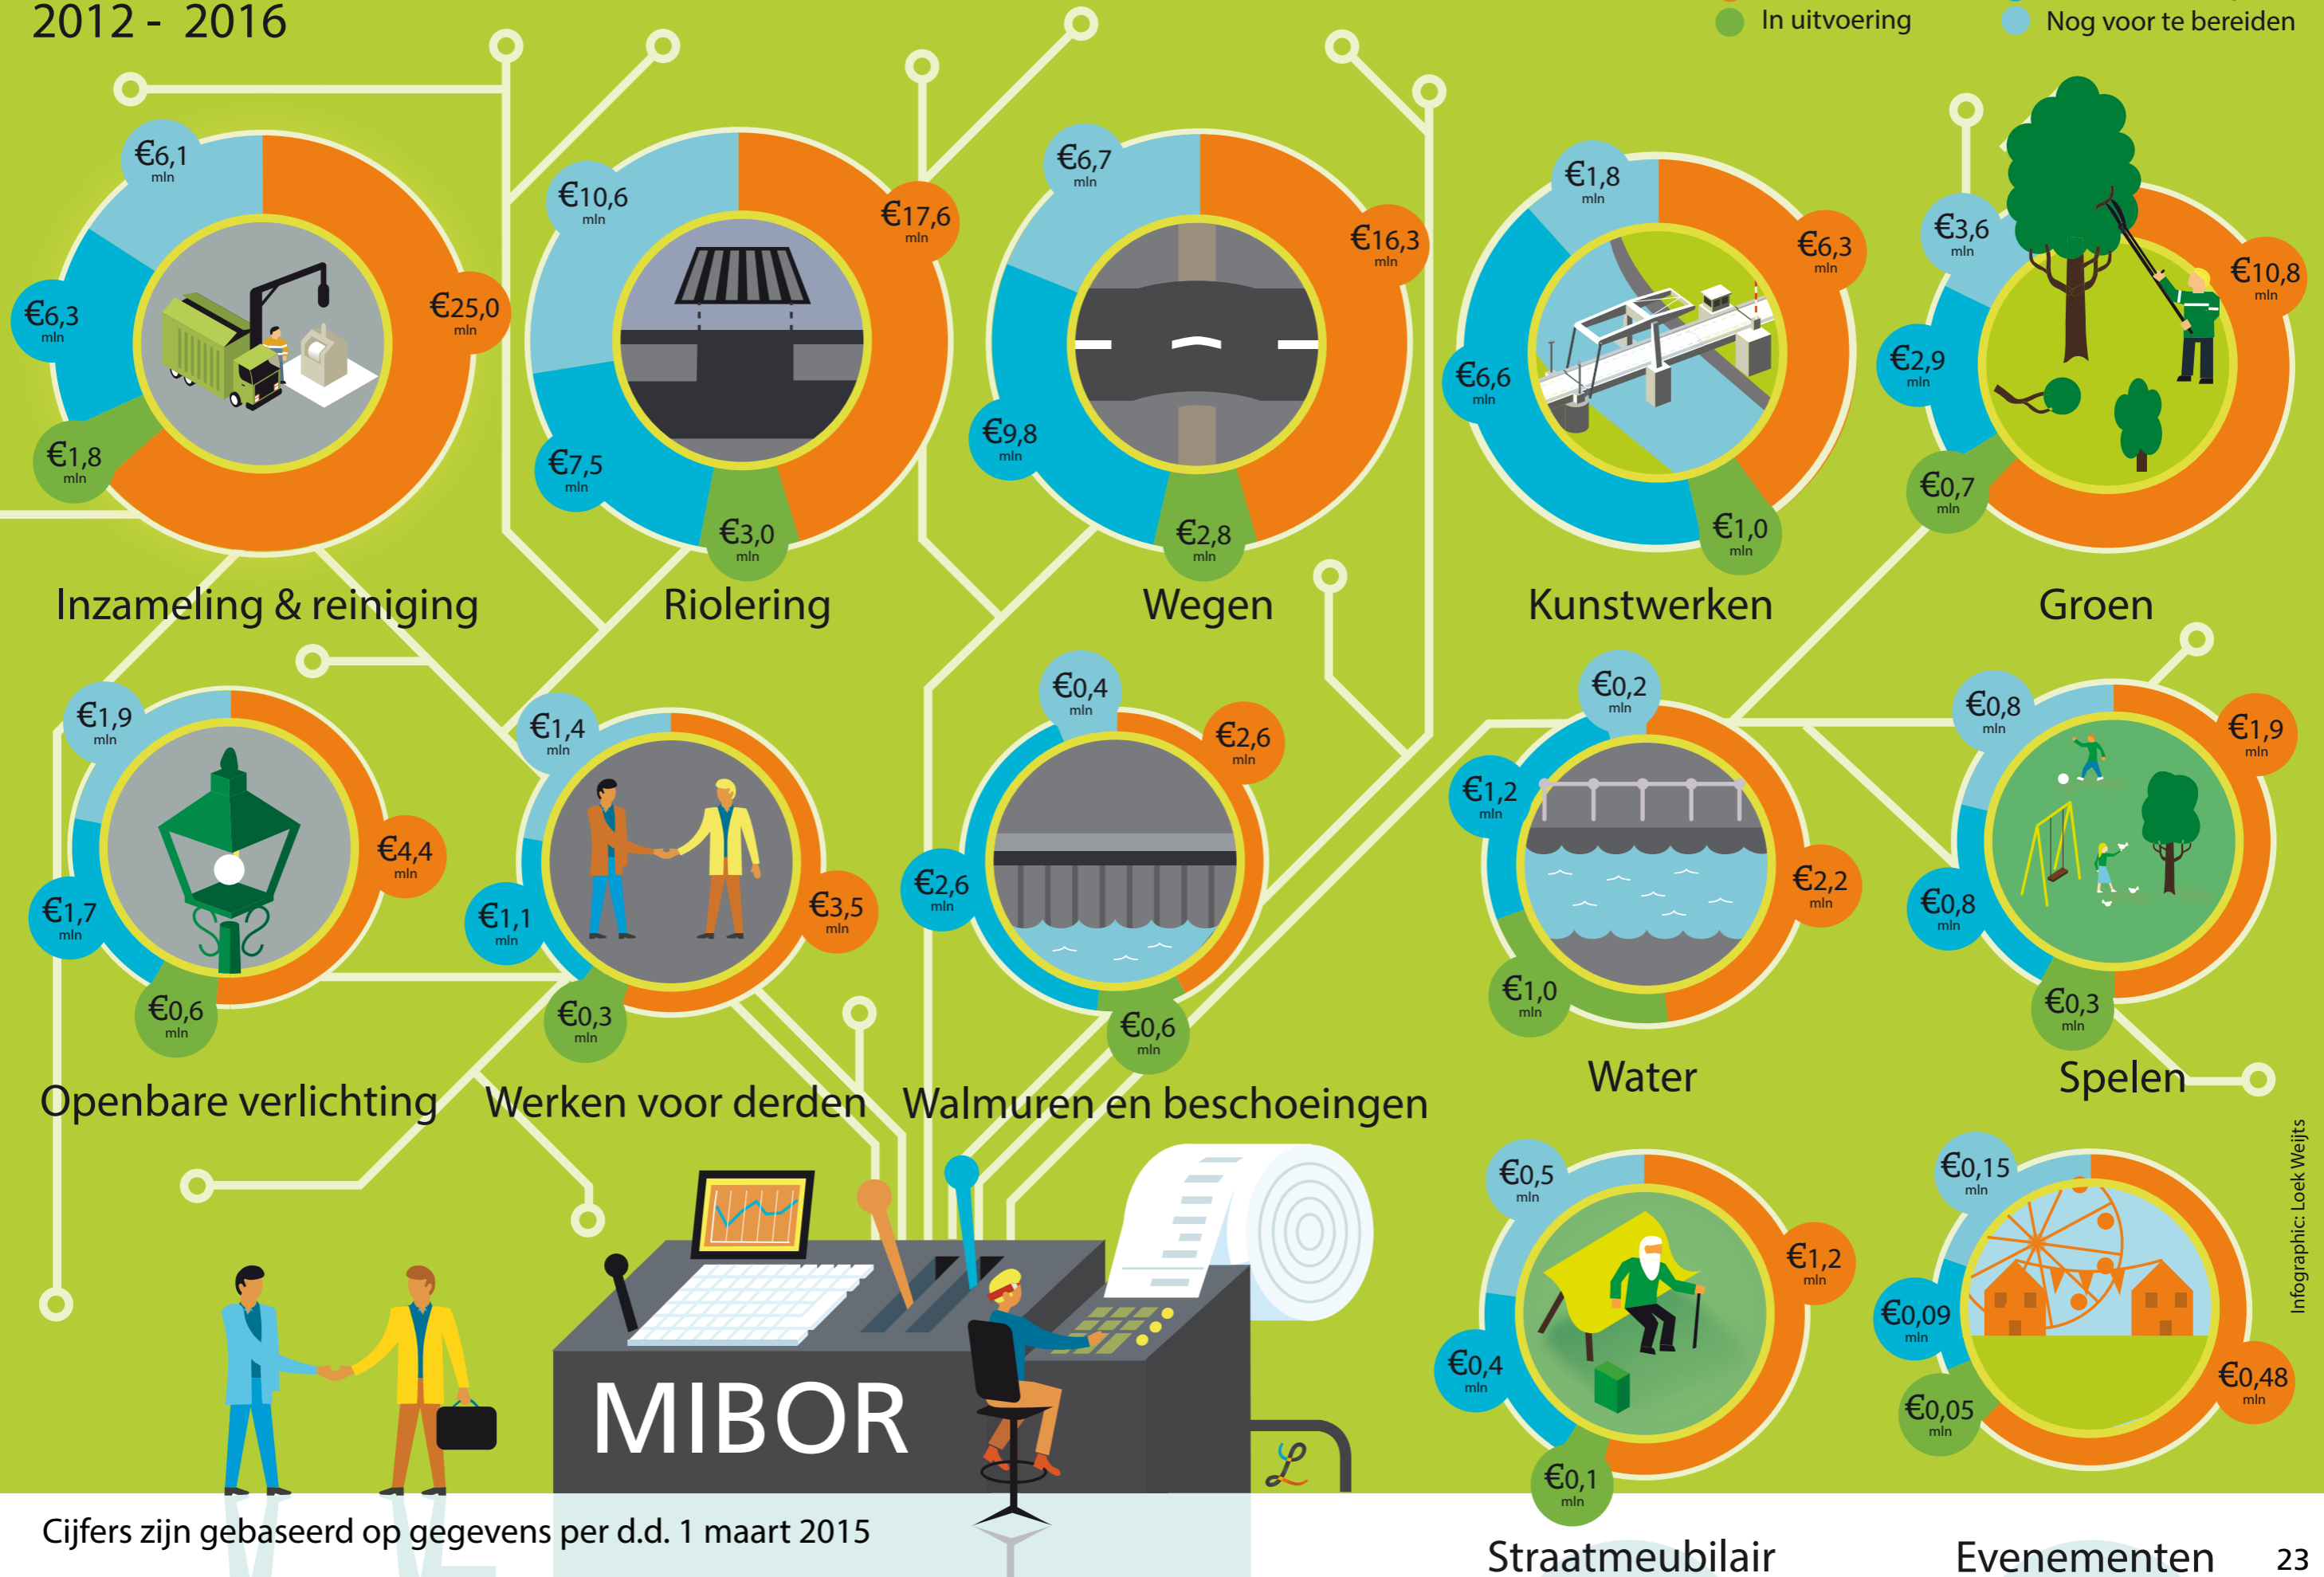 2012 - 2016
In uitvoering
Nog voor te bereiden
€6,1
mln
€25,0
mln
€6,3
mln
€1,8
mln
Inzameling & reiniging
€10,6
mln
€17,6
mln
€7,5
mln
€3,0
mln
Riolering
€6,7
mln
€16,3
mln
€9,8
mln
€2,8
mln
Wegen
€1,8
mln
€6,3
mln
€6,6
mln
€1,0
mln
Kunstwerken
€3,6
mln
€10,8
mln
€2,9
mln
€0,7
mln
Groen
€1,9
mln
€4,4
mln
€1,7
mln
€0,6
mln
Openbare verlichting
€1,4
mln
€3,5
mln
€1,1
mln
€0,3
mln
Werken voor derden
€0,4
mln
€2,6
mln
€2,6
mln
€0,6
mln
Walmuren en beschoeingen
€0,2
mln
€1,2
mln
€2,2
mln
€1,0
mln
Water
€0,8
mln
€1,9
mln
€0,8
mln
€0,3
mln
Spelen
€0,5
mln
€1,2
mln
€0,4
mln
€0,1
mln
Straatmeubilair
€0,15
mln
€0,09
mln
€0,48
mln
€0,05
mln
Evenementen
MIBOR
Infographic: Loek Weijts
Cijfers zijn gebaseerd op gegevens per d.d. 1 maart 2015
23